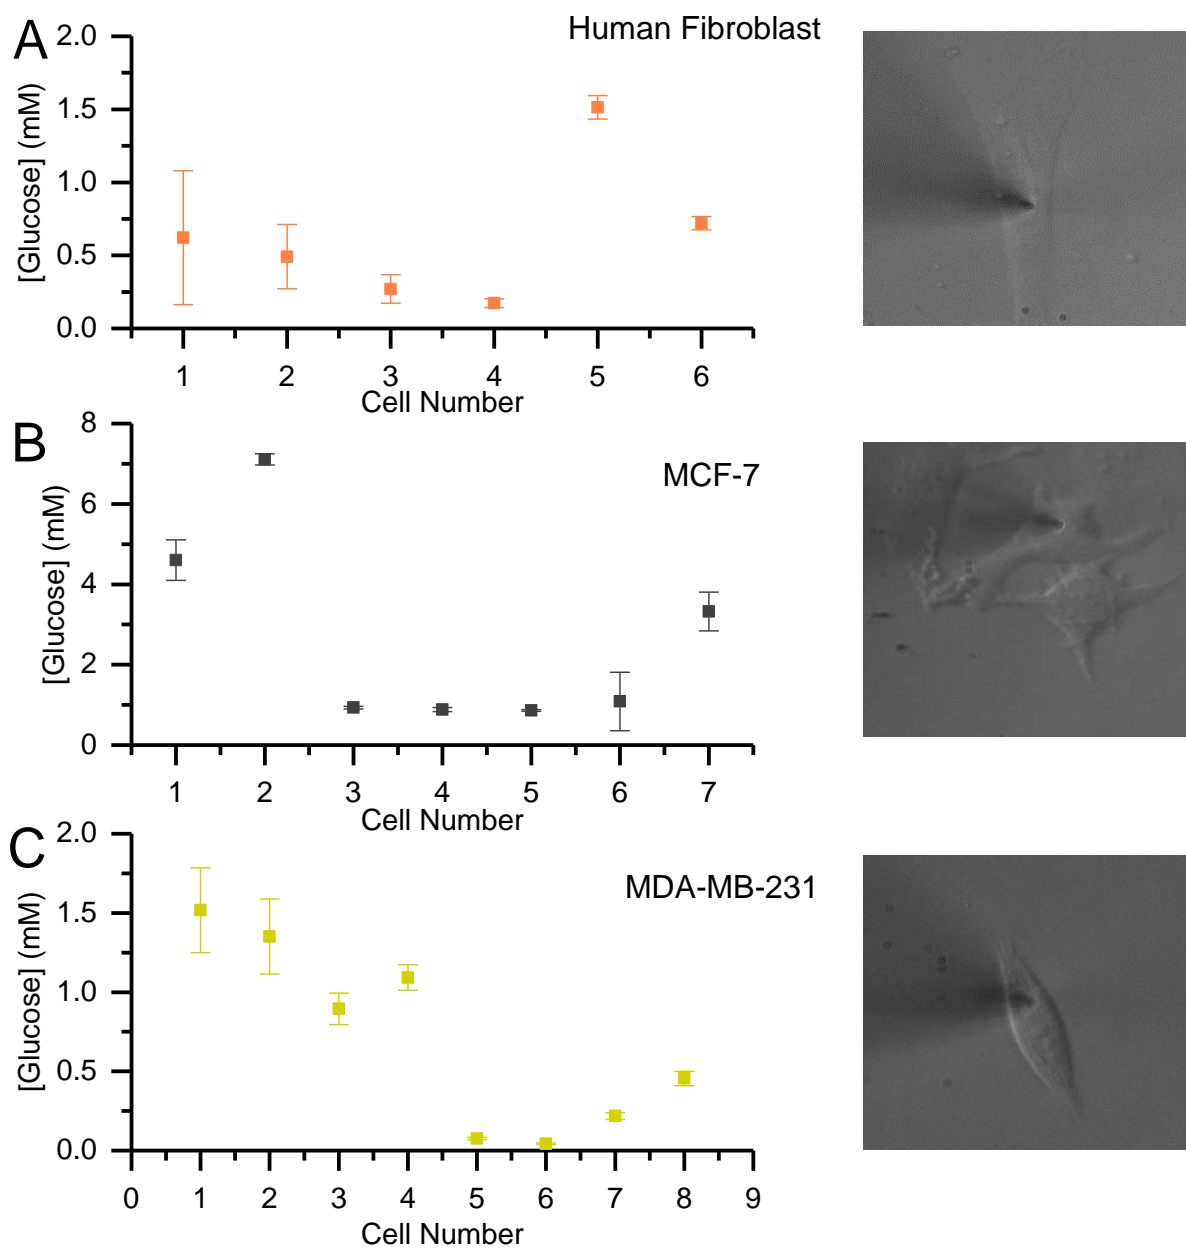 A
Human Fibroblast
[Glucose] (mM)
2.0
1.5
1.0
0.5
0.0
1 2 3 4 5 6
Cell Number
B
MCF-7
[Glucose] (mM)
8
6
4
2
0
1 2 3 4 5 6 7
Cell Number
C
MDA-MB-231
[Glucose] (mM)
2.0
1.5
1.0
0.5
0.0
0 1 2 3 4 5 6 7 8 9
Cell Number